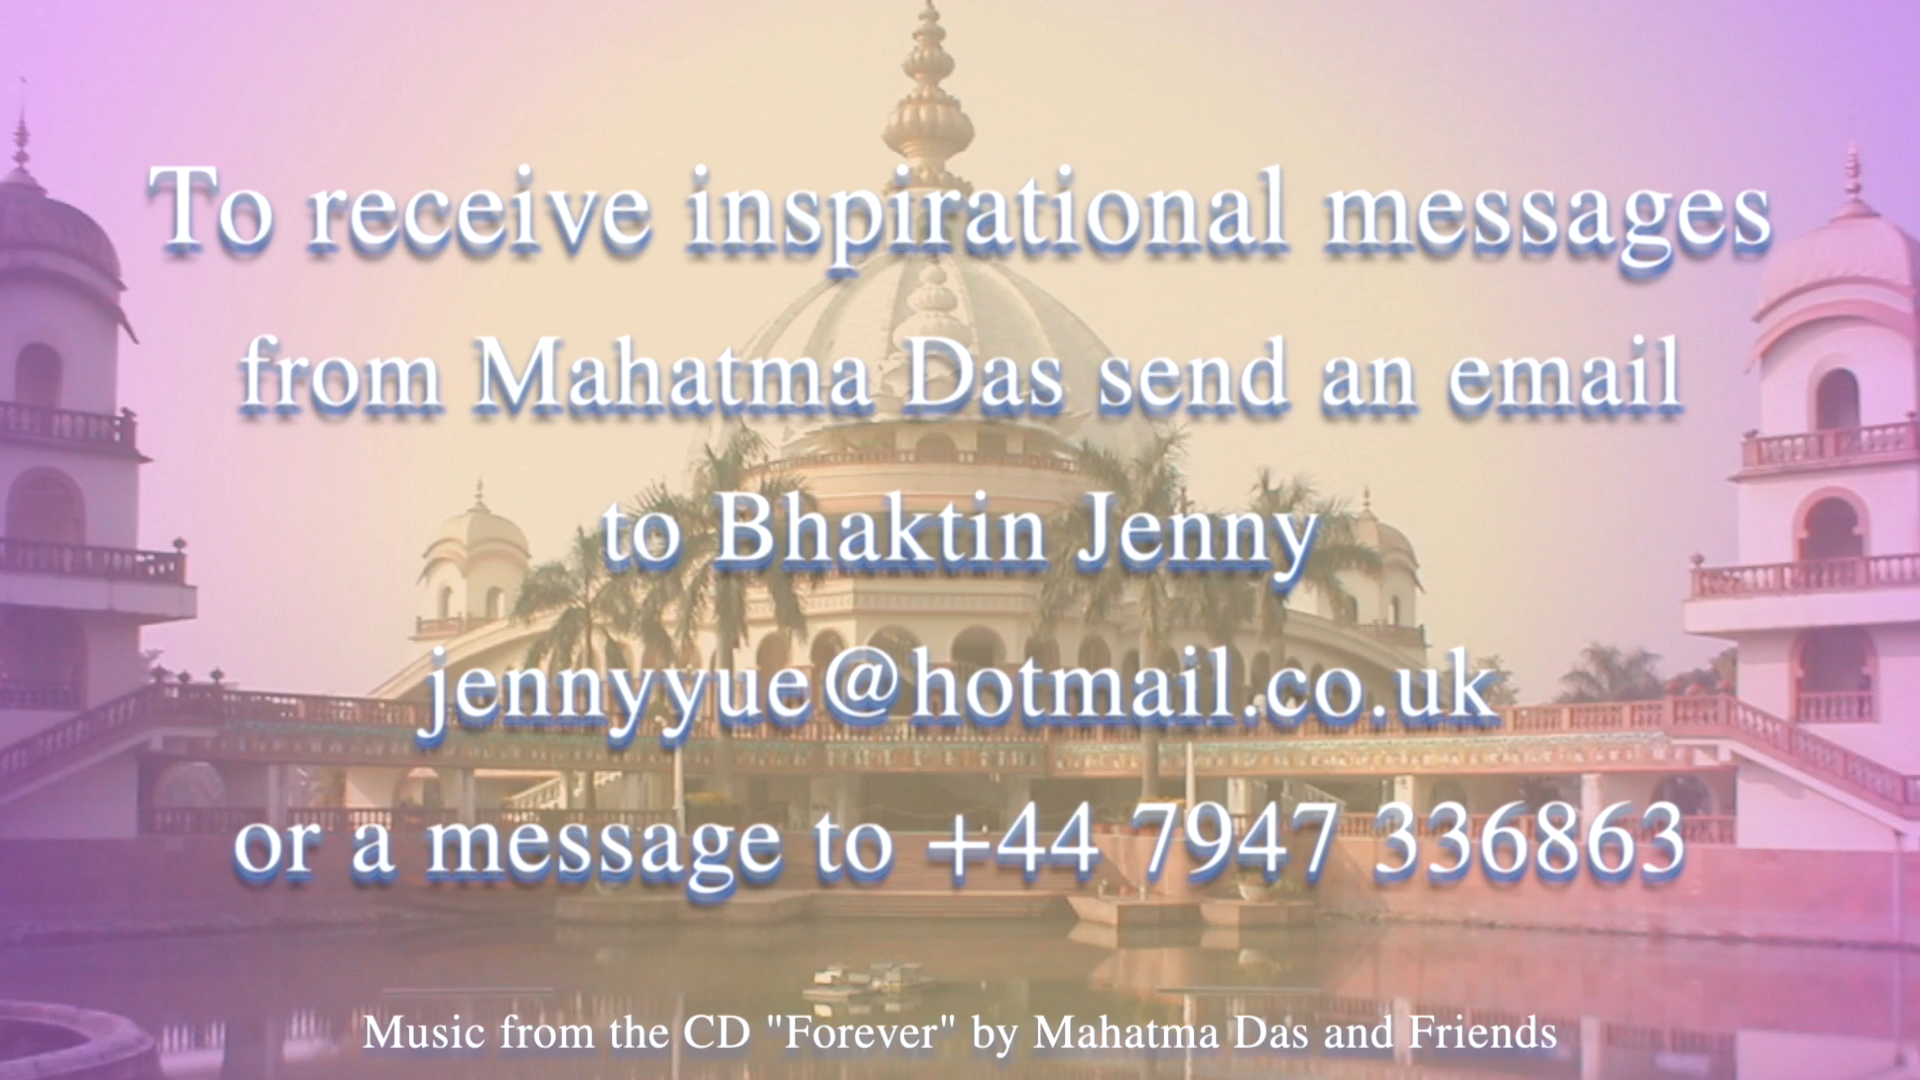 To receive inspirational messages
from Mahatma Das send an email
to Bhaktin Jenny
jennyyue@hotmail.co.uk
or a message to +44 7947 336863
Music from the CD "Forever" by Mahatma Das and Friends